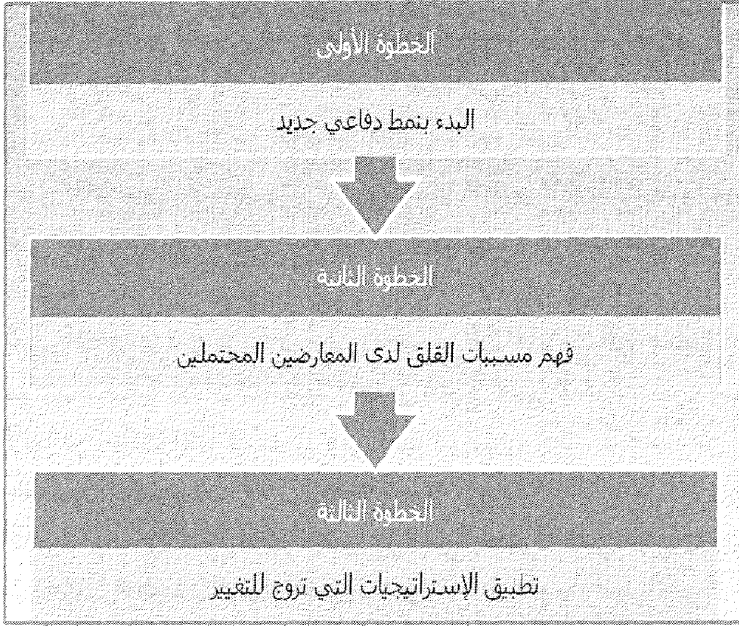 الخطوة الأولى
البدء بنمط دفاعي جديد
الخطوة الثانية
فهم مسببات القلق لدى المعارضين المحتملين
الخطوة الثالثة
تطبيق الإستراتيجيات التي تروج للتغيير